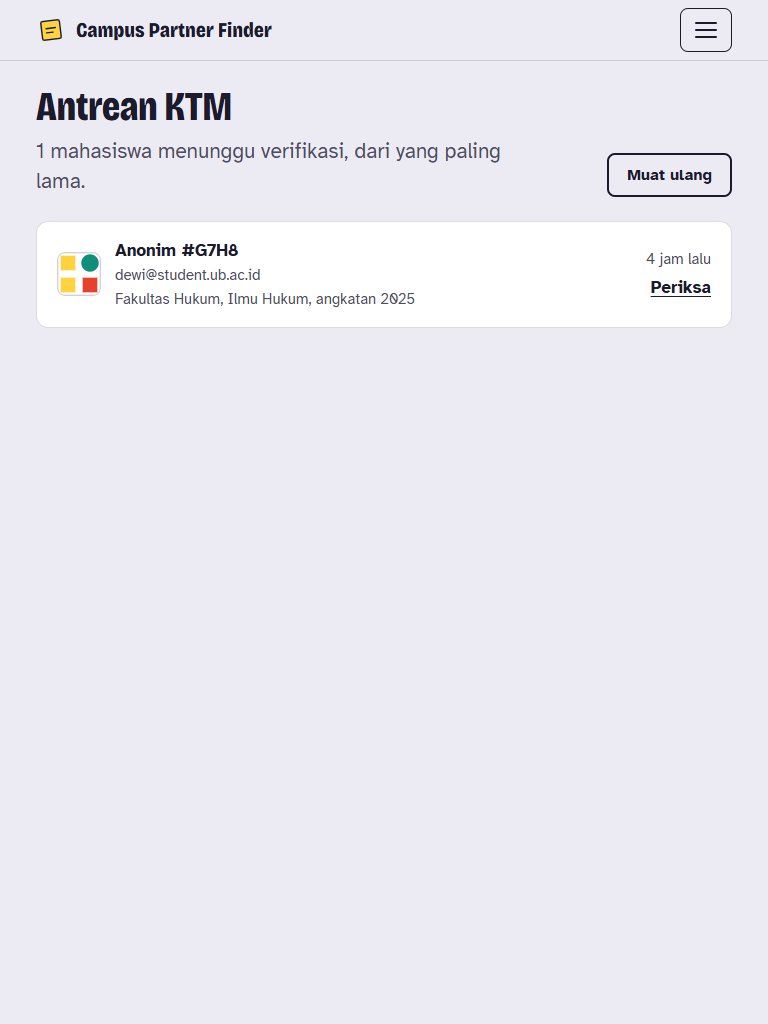 Campus Partner Finder
Antrean KTM
1 mahasiswa menunggu verifikasi, dari yang paling
lama.
Muat ulang
Anonim #G7H8
dewi@student.ub.ac.id
Fakultas Hukum, Ilmu Hukum, angkatan 2025
4 jam lalu
Periksa